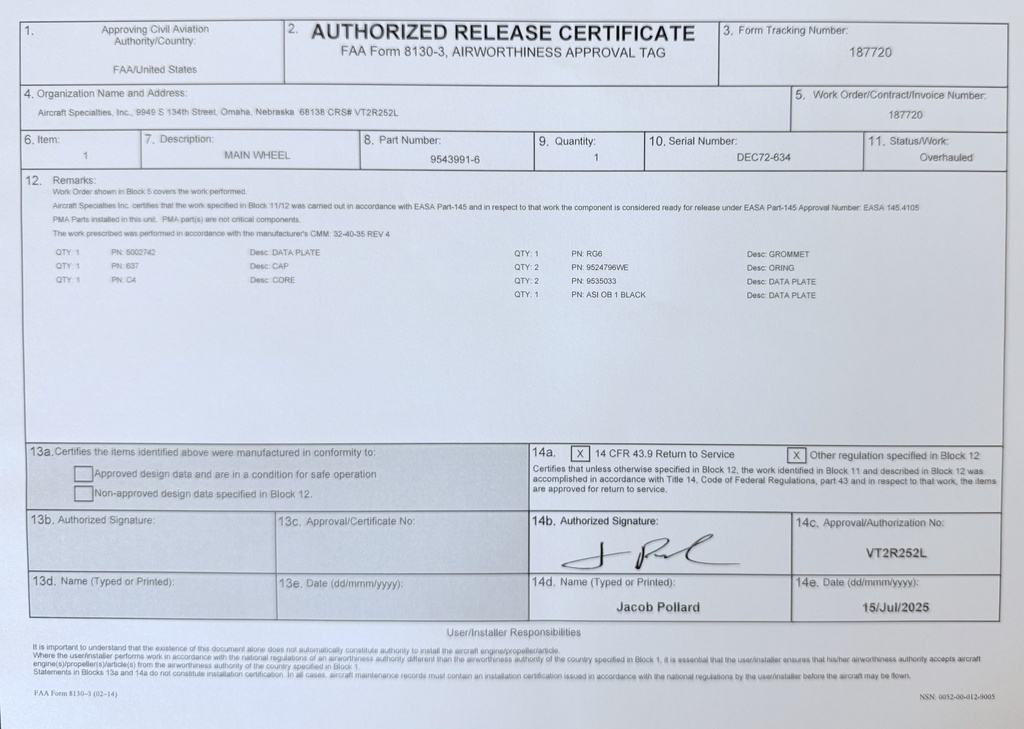 1. Approving Civil Aviation
Authority/Country:
FAA/United States
2. AUTHORIZED RELEASE CERTIFICATE
FAA Form 8130-3, AIRWORTHINESS APPROVAL TAG
3. Form Tracking Number:
187720
4. Organization Name and Address:
Aircraft Specialties, Inc., 9949 S 134th Street, Omaha, Nebraska 68138 CRS# VT2R252L
5. Work Order/Contract/Invoice Number:
187720
6. Item:
1
7. Description:
MAIN WHEEL
8. Part Number:
9543991-6
9. Quantity:
1
10. Serial Number:
DEC72-634
11. Status/Work:
Overhauled
12. Remarks:
Work Order shown in Block 5 covers the work performed.
Aircraft Specialties Inc. certifies that the work specified in Block 11/12 was carried out in accordance with EASA Part-145 and in respect to that work the component is considered ready for release under EASA Part-145 Approval Number: EASA 145.4105
PMA Parts installed in this unit. PMA part(s) are not critical components.
The work prescribed was performed in accordance with the manufacturer's CMM: 32-40-35 REV 4
QTY: 1 PN: 5002742 Desc: DATA PLATE
QTY: 1 PN: 637 Desc: CAP
QTY: 1 PN: C4 Desc: CORE
QTY: 1 PN: RG6 Desc: GROMMET
QTY: 2 PN: 9524796WE Desc: ORING
QTY: 2 PN: 9535033 Desc: DATA PLATE
QTY: 1 PN: ASI OB 1 BLACK Desc: DATA PLATE
13a. Certifies the items identified above were manufactured in conformity to:
Approved design data and are in a condition for safe operation
Non-approved design data specified in Block 12.
14a. X 14 CFR 43.9 Return to Service X Other regulation specified in Block 12
Certifies that unless otherwise specified in Block 12, the work identified in Block 11 and described in Block 12 was
accomplished in accordance with Title 14, Code of Federal Regulations, part 43 and in respect to that work, the items
are approved for return to service.
13b. Authorized Signature:
13c. Approval/Certificate No:
14b. Authorized Signature:
14c. Approval/Authorization No:
VT2R252L
13d. Name (Typed or Printed):
13e. Date (dd/mmm/yyyy):
14d. Name (Typed or Printed):
Jacob Pollard
14e. Date (dd/mmm/yyyy):
15/Jul/2025
User/Installer Responsibilities
It is important to understand that the existence of this document alone does not automatically constitute authority to install the aircraft engine/propeller/article.
Where the user/installer performs work in accordance with the national regulations of an airworthiness authority different than the airworthiness authority of the country specified in Block 1, it is essential that the user/installer ensures that his/her airworthiness authority accepts aircraft
engine(s)/propeller(s)/article(s) from the airworthiness authority of the country specified in Block 1.
Statements in Blocks 13a and 14a do not constitute installation certification. In all cases, aircraft maintenance records must contain an installation certification issued in accordance with the national regulations by the user/installer before the aircraft may be flown.
FAA Form 8130-3 (02-14)
NSN: 0052-00-012-9005